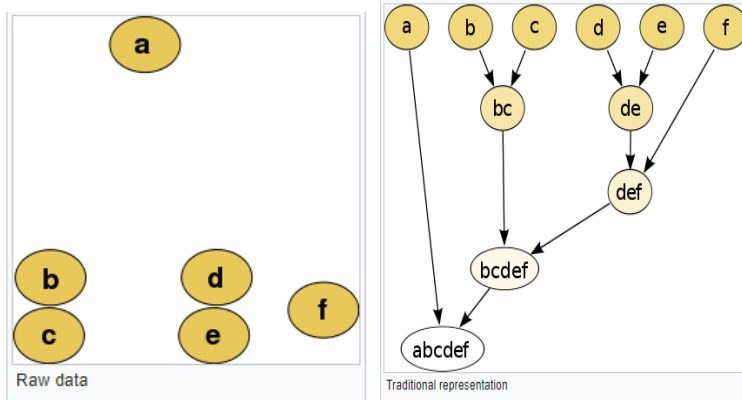 a
b
d
f
c
e
Raw data
a b c d e f
bc de
def
bcdef
abcdef
Traditional representation